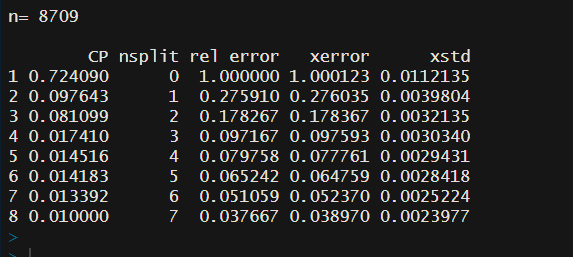 n= 8709
CP nsplit rel error xerror xstd
1 0.724090 0 1.000000 1.000123 0.0112135
2 0.097643 1 0.275910 0.276035 0.0039804
3 0.081099 2 0.178267 0.178367 0.0032135
4 0.017410 3 0.097167 0.097593 0.0030340
5 0.014516 4 0.079758 0.077761 0.0029431
6 0.014183 5 0.065242 0.064759 0.0028418
7 0.013392 6 0.051059 0.052370 0.0025224
8 0.010000 7 0.037667 0.038970 0.0023977
>